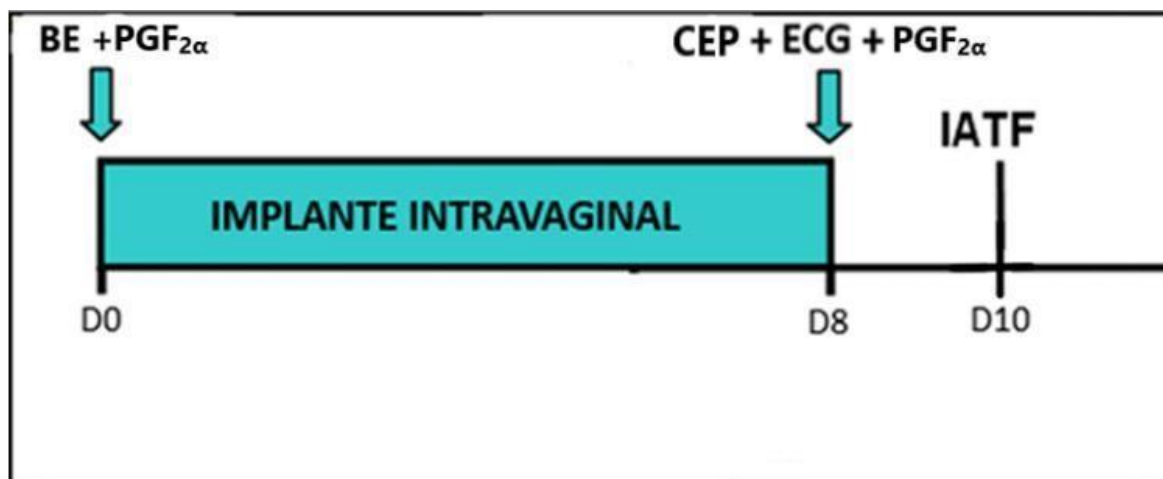 BE +PGF2α
CEP + ECG + PGF2α
IATF
IMPLANTE INTRAVAGINAL
D0
D8
D10